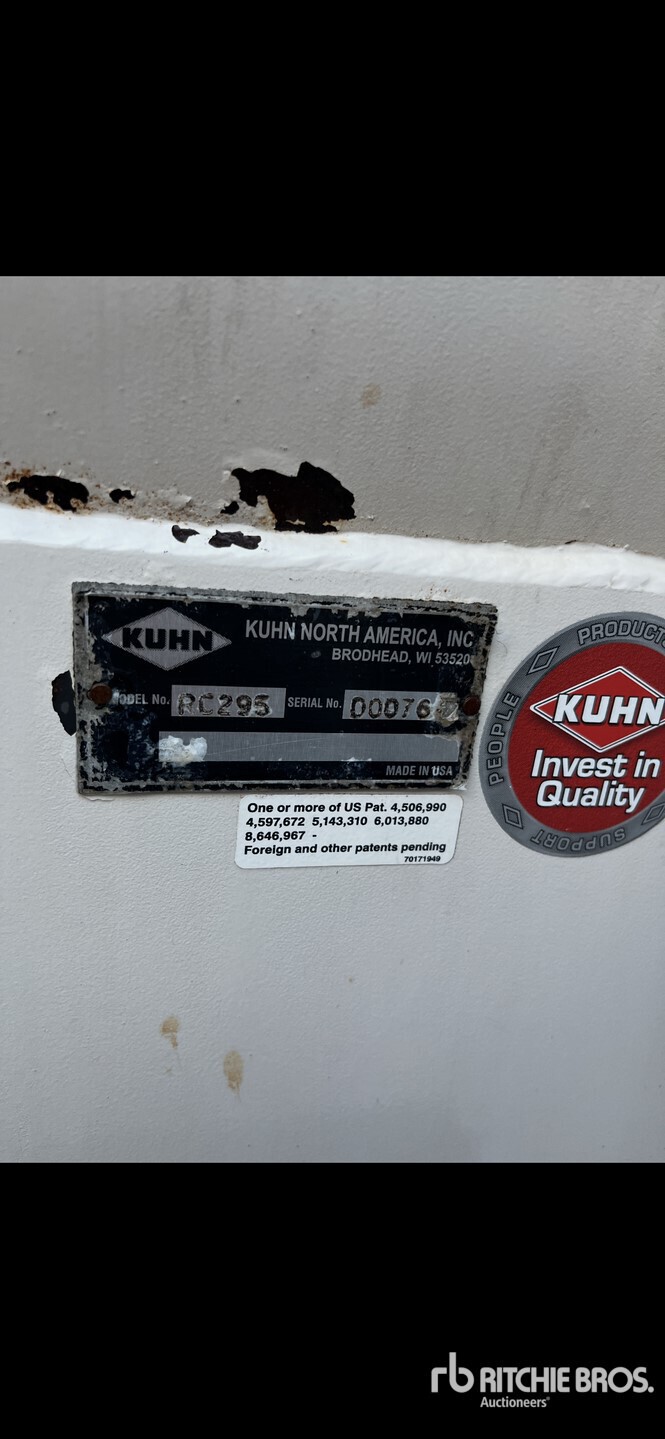 KUHN
KUHN NORTH AMERICA, INC
BRODHEAD, WI 53520
MODEL No. RC295 SERIAL No.
MADE IN USA
One or more of US Pat. 4,506,990
4,597,672 5,143,310 6,013,880
8,646,967 -
Foreign and other patents pending
70171949
PEOPLE
PRODUCTS
SUPPORT
KUHN
Invest in
Quality
rb RITCHIE BROS.
Auctioneers